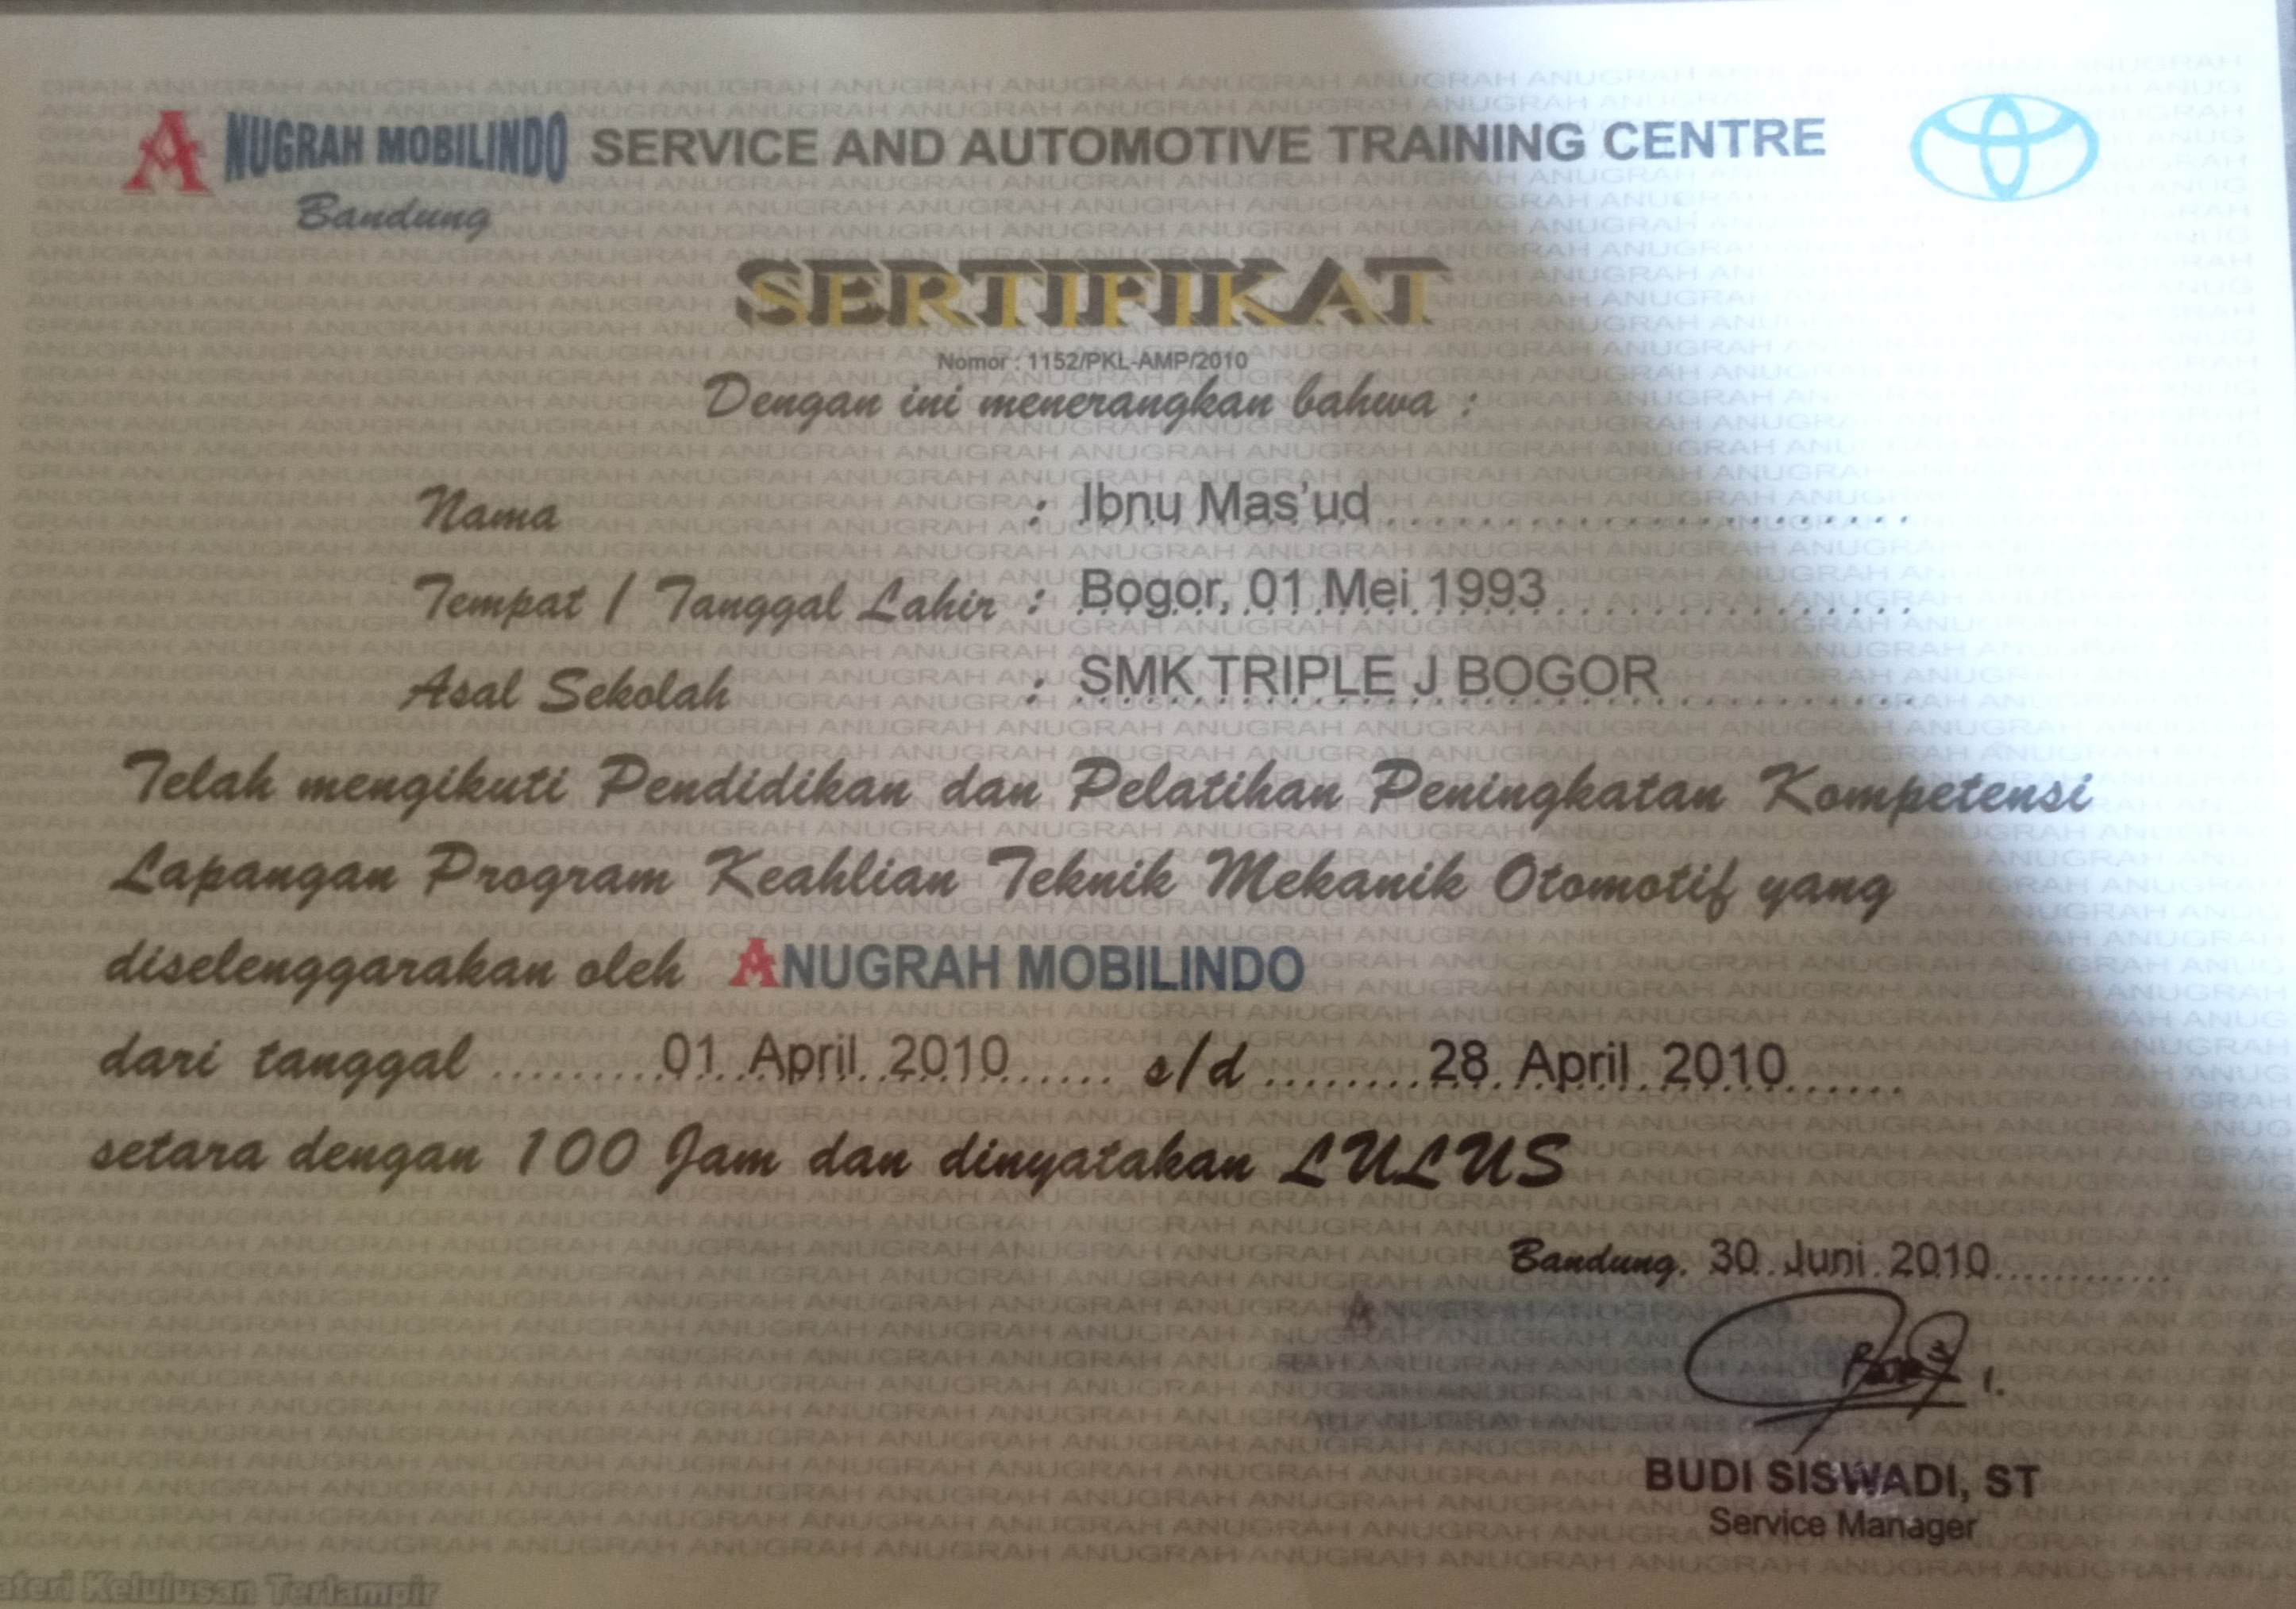 ANUGRAH MOBILINDO SERVICE AND AUTOMOTIVE TRAINING CENTRE
Bandung
SERTIFIKAT
Nomor : 1152/PKL-AMP/2010
Dengan ini menerangkan bahwa :
Nama : Ibnu Mas'ud
Tempat / Tanggal Lahir : Bogor, 01 Mei 1993
Asal Sekolah : SMK TRIPLE J BOGOR
Telah mengikuti Pendidikan dan Pelatihan Peningkatan Kompetensi
Lapangan Program Keahlian Teknik Mekanik Otomotif yang
diselenggarakan oleh ANUGRAH MOBILINDO
dari tanggal 01 April 2010 s/d 28 April 2010
setara dengan 100 Jam dan dinyatakan LULUS
Bandung. 30 Juni 2010
BUDI SISWADI, ST
Service Manager
Kelulusan Terlampir